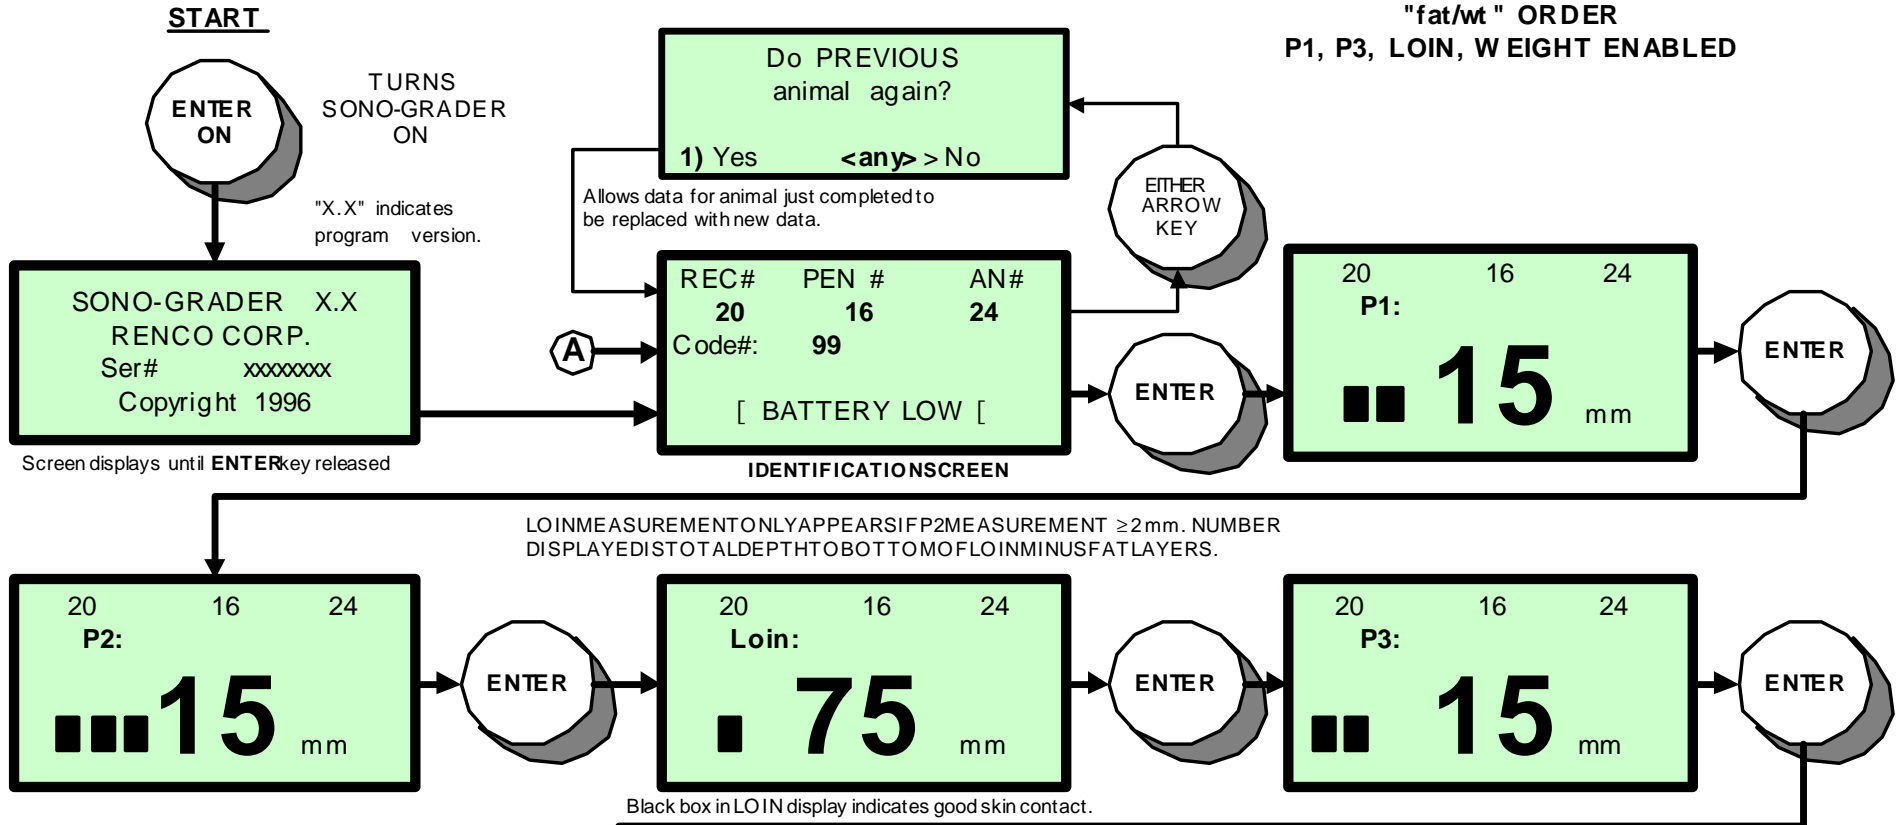 START
"fat/wt" ORDER
P1, P3, LOIN, WEIGHT ENABLED
ENTER
ON
TURNS
SONO-GRADER
ON
Do PREVIOUS
animal again?
1) Yes <any> > No
Allows data for animal just completed to
be replaced with new data.
EITHER
ARROW
KEY
"X.X" indicates
program version.
SONO-GRADER X.X
RENCO CORP.
Ser# xxxxxxxx
Copyright 1996
Screen displays until ENTER key released
A
REC# PEN # AN#
20 16 24
Code#: 99
[ BATTERY LOW [
IDENTIFICATION SCREEN
ENTER
20 16 24
P1:
15 mm
ENTER
LOIN MEASUREMENT ONLY APPEARS IF P2 MEASUREMENT ≥2 mm. NUMBER
DISPLAYED IS TOTAL DEPTH TO BOTTOM OF LOIN MINUS FAT LAYERS.
20 16 24
P2:
15 mm
ENTER
20 16 24
Loin:
75 mm
Black box in LOIN display indicates good skin contact.
ENTER
20 16 24
P3:
15 mm
ENTER